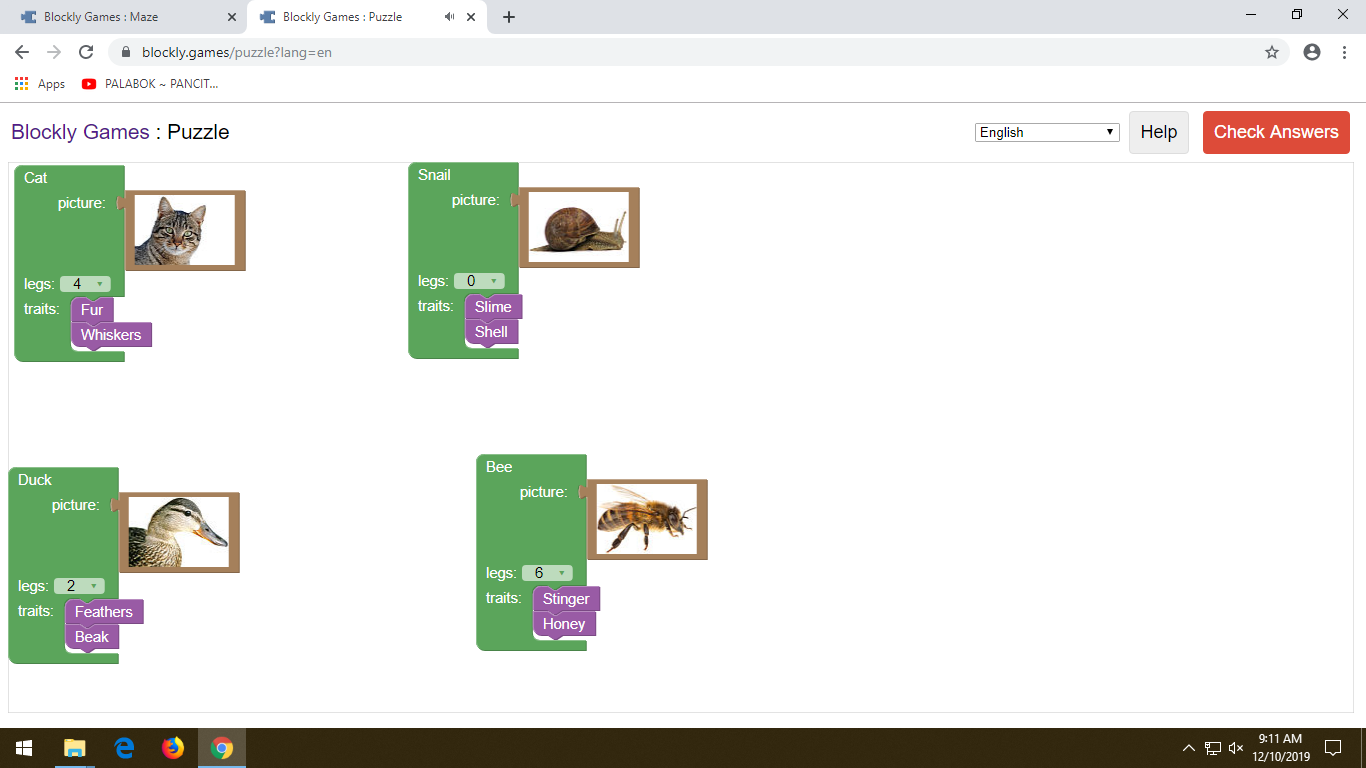 Blockly Games : Maze
Blockly Games : Puzzle
blockly.games/puzzle?lang=en
Apps
PALABOK ~ PANCIT...
Blockly Games : Puzzle
English
Help
Check Answers
Cat
picture:
legs: 4
traits:
Fur
Whiskers
Snail
picture:
legs: 0
traits:
Slime
Shell
Duck
picture:
legs: 2
traits:
Feathers
Beak
Bee
picture:
legs: 6
traits:
Stinger
Honey
9:11 AM
12/10/2019